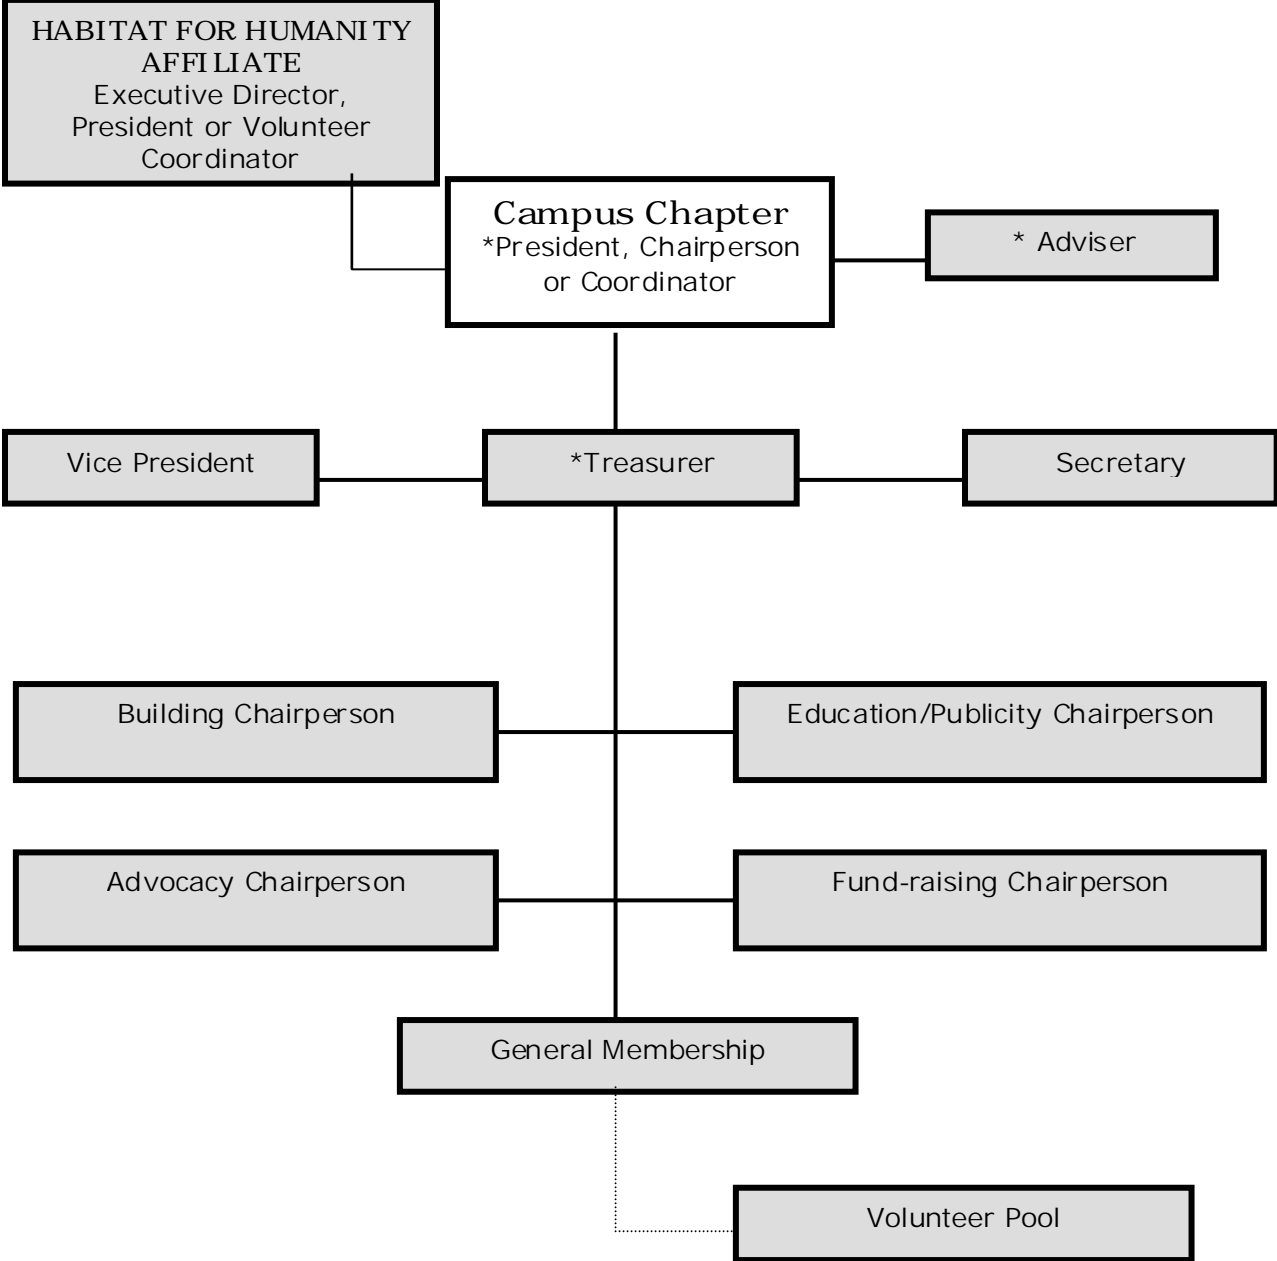 HABITAT FOR HUMANITY
AFFILIATE
Executive Director,
President or Volunteer
Coordinator
Campus Chapter
*President, Chairperson
or Coordinator
* Adviser
Vice President
*Treasurer
Secretary
Building Chairperson
Education/Publicity Chairperson
Advocacy Chairperson
Fund-raising Chairperson
General Membership
Volunteer Pool